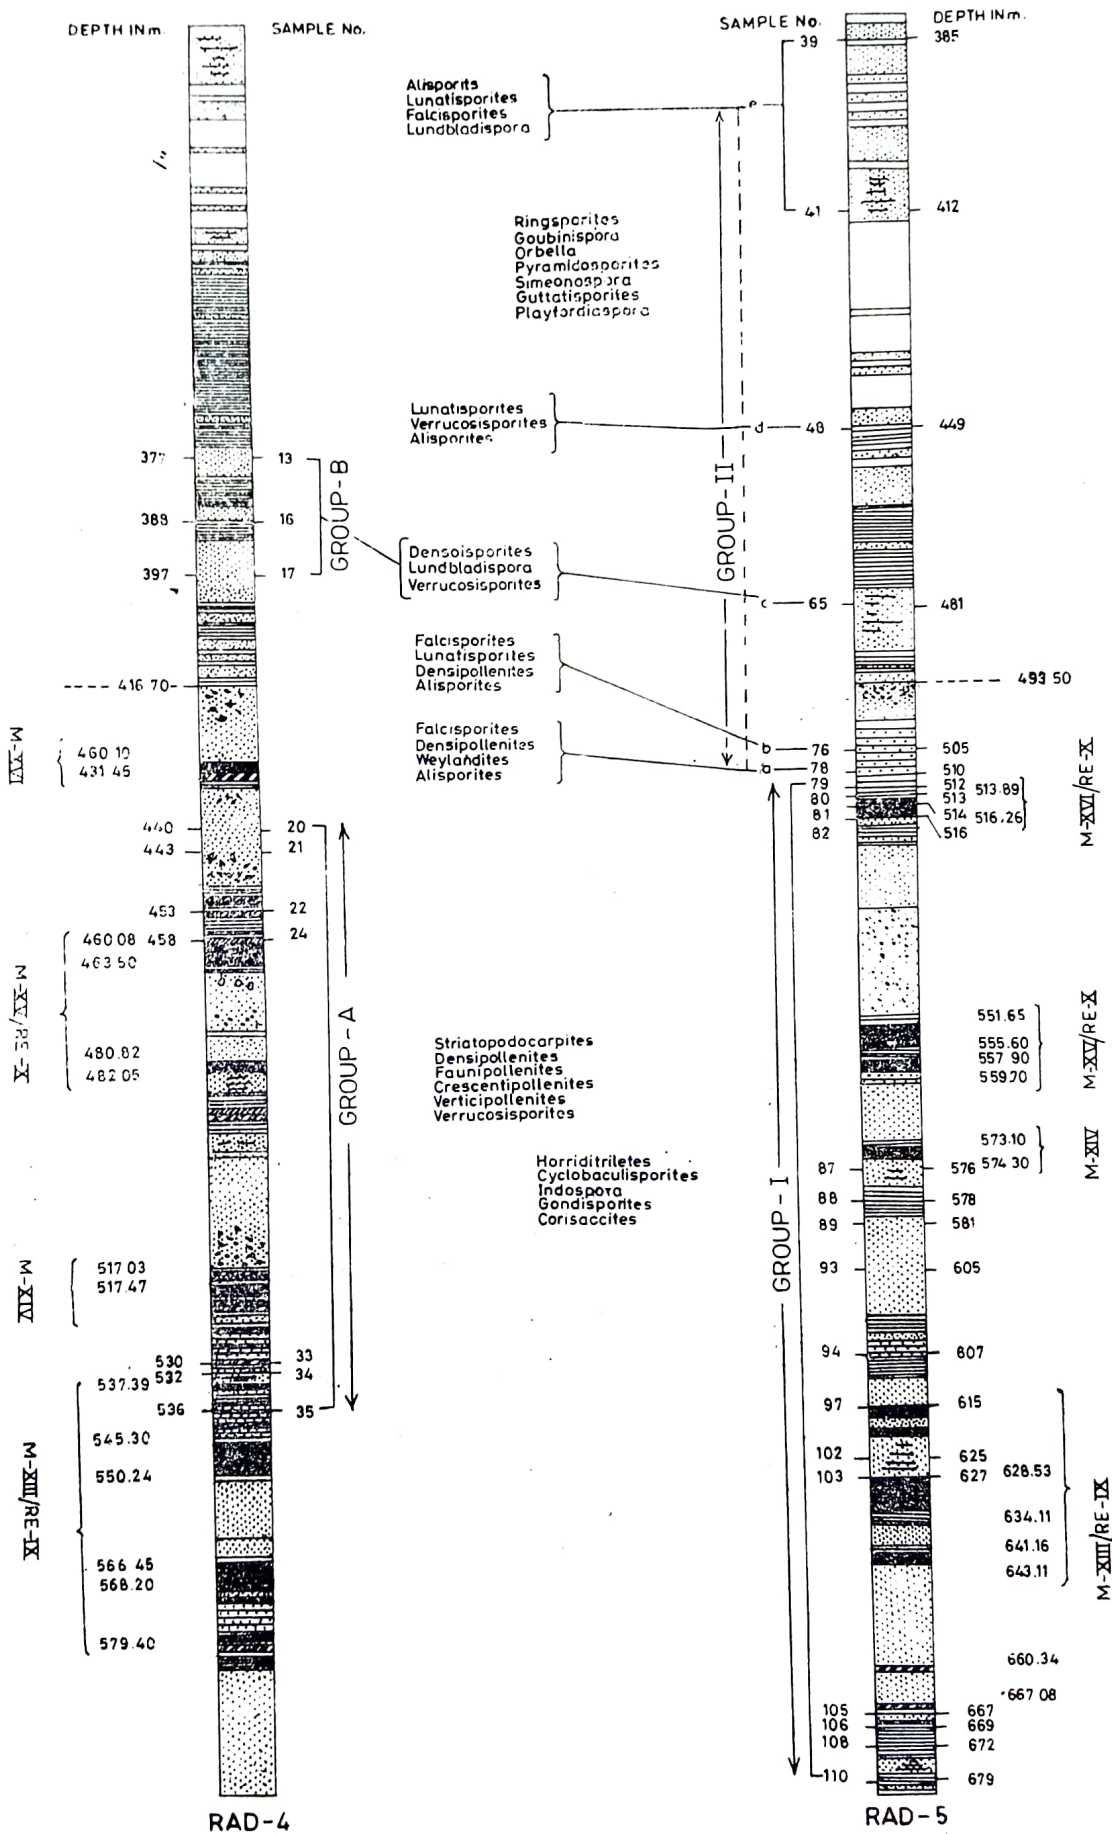 DEPTH IN m.
SAMPLE No.
377
13
388
16
397
17
GROUP-B
416 70
M-XVI
460 10
431 45
440
20
443
21
453
22
460 08
458
24
463 50
M-XV/RE-X
480.82
482 05
GROUP-A
M-XIV
517 03
517.47
530
33
532
34
537.39
536
35
545.30
550.24
M-XIII/RE-IX
566 45
568.20
579.40
RAD-4
Alisporits
Lunatisporites
Falcisporites
Lundbladispora
Ringsporites
Goubinispora
Orbella
Pyramidosporites
Simeonospora
Guttatisporites
Playfordiaspora
Lunatisporites
Verrucosisporites
Alisporites
Densoisporites
Lundbladispora
Verrucosisporites
Falcisporites
Lunatisporites
Densipollenites
Alisporites
Falcisporites
Densipollenites
Weylandites
Alisporites
Striatopodocarpites
Densipollenites
Faunipollenites
Crescentipollenites
Verticipollenites
Verrucosisporites
Horriditriletes
Cyclobaculisporites
Indospora
Gondisporites
Corisaccites
SAMPLE No.
DEPTH IN m.
39
385
e
41
412
GROUP-II
d
48
449
c
65
481
493 50
b
76
505
a
78
510
79
512
513.89
80
513
81
514
516.26
82
516
M-XVI/RE-X
551.65
555.60
557 90
559.70
M-XV/RE-X
573.10
574.30
M-XIV
GROUP-I
87
576
88
578
89
581
93
605
94
607
97
615
102
625
103
627
628.53
634.11
641.16
643.11
M-XIII/RE-IX
660.34
667 08
105
667
106
669
108
672
110
679
RAD-5